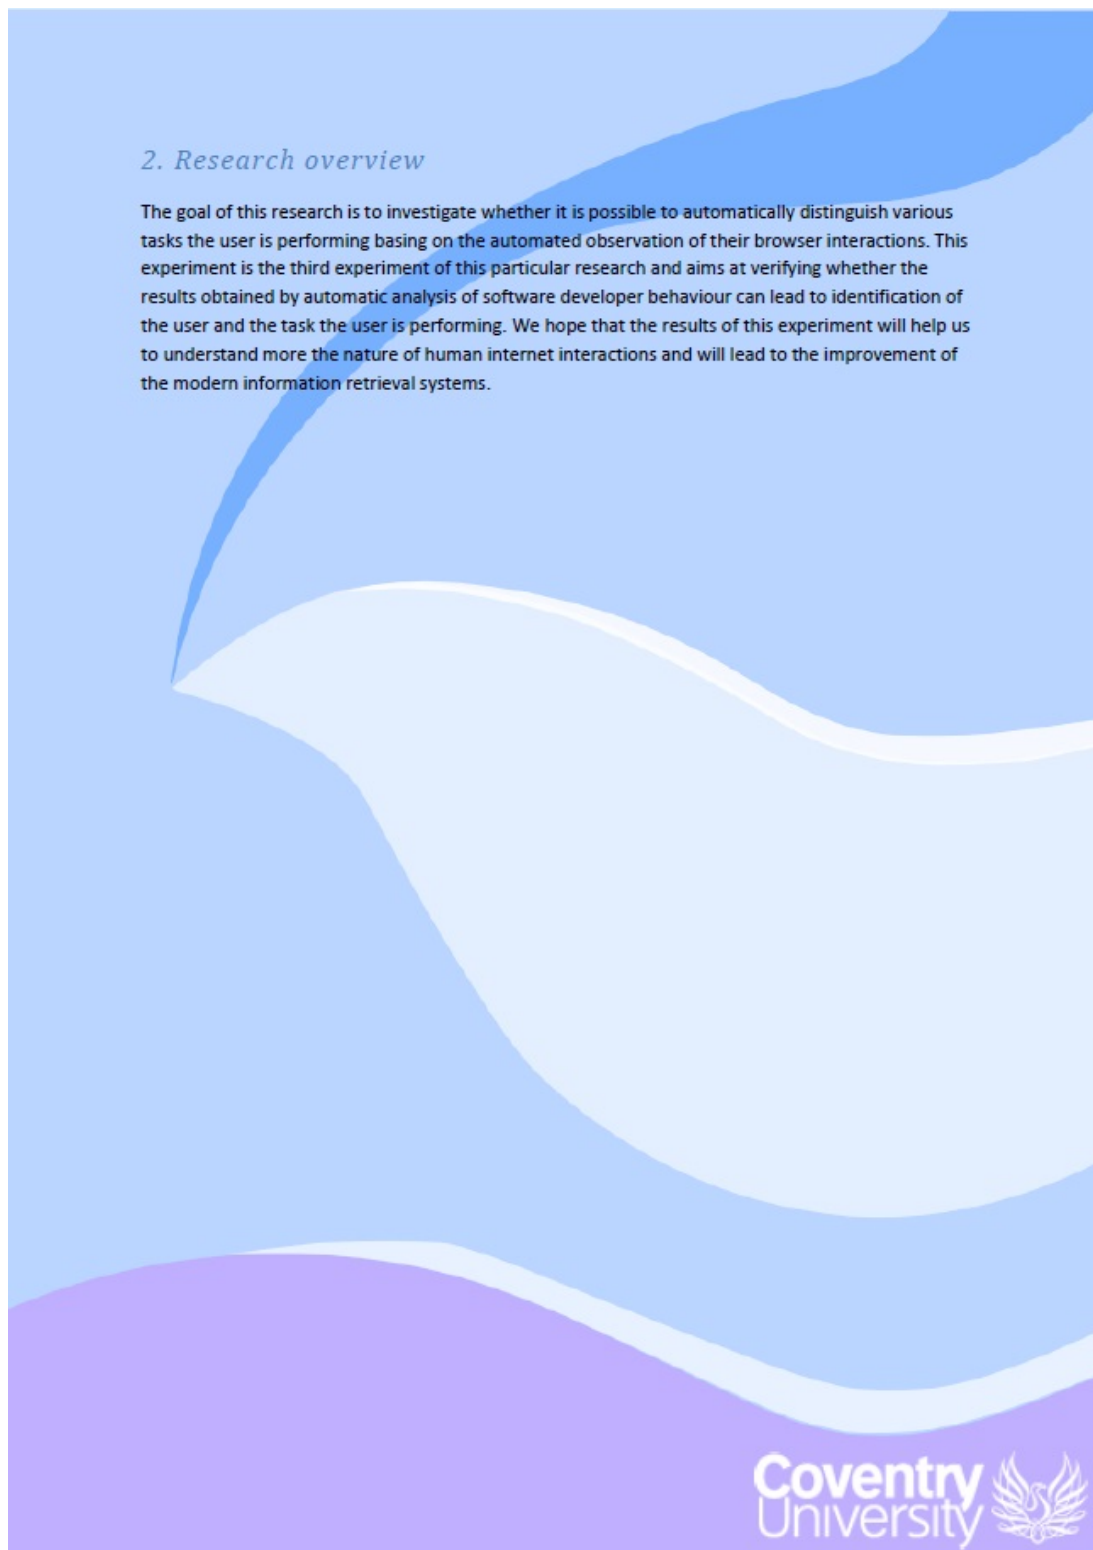 2. Research overview
The goal of this research is to investigate whether it is possible to automatically distinguish various
tasks the user is performing basing on the automated observation of their browser interactions. This
experiment is the third experiment of this particular research and aims at verifying whether the
results obtained by automatic analysis of software developer behaviour can lead to identification of
the user and the task the user is performing. We hope that the results of this experiment will help us
to understand more the nature of human internet interactions and will lead to the improvement of
the modern information retrieval systems.
Coventry
University